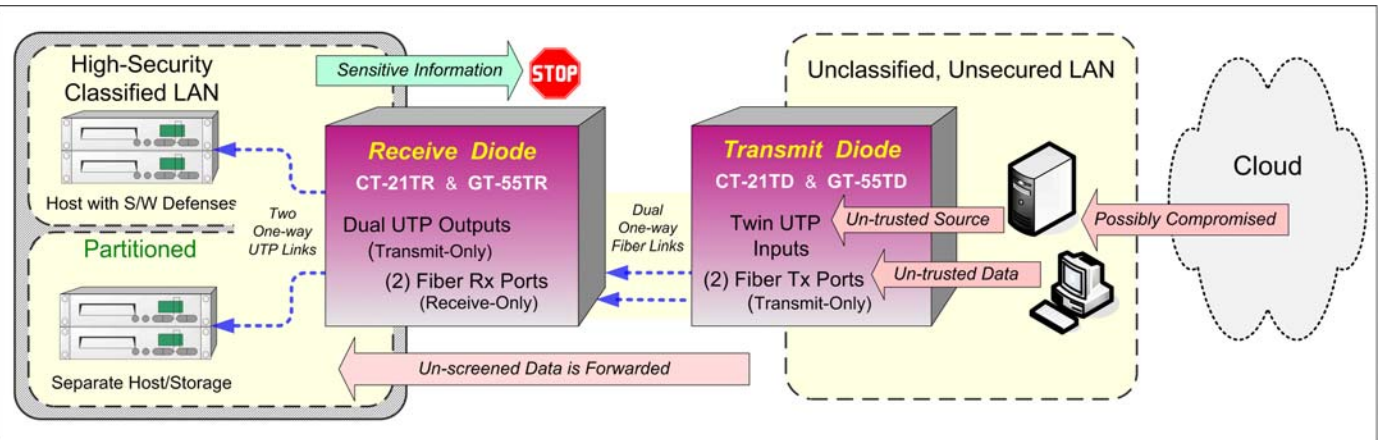 High-Security
Classified LAN
Host with S/W Defenses
Partitioned
Separate Host/Storage
Sensitive Information
STOP
Two
One-way
UTP Links
Receive Diode
CT-21TR & GT-55TR
Dual UTP Outputs
(Transmit-Only)
(2) Fiber Rx Ports
(Receive-Only)
Dual
One-way
Fiber Links
Un-screened Data is Forwarded
Transmit Diode
CT-21TD & GT-55TD
Twin UTP
Inputs
(2) Fiber Tx Ports
(Transmit-Only)
Unclassified, Unsecured LAN
Un-trusted Source
Un-trusted Data
Possibly Compromised
Cloud